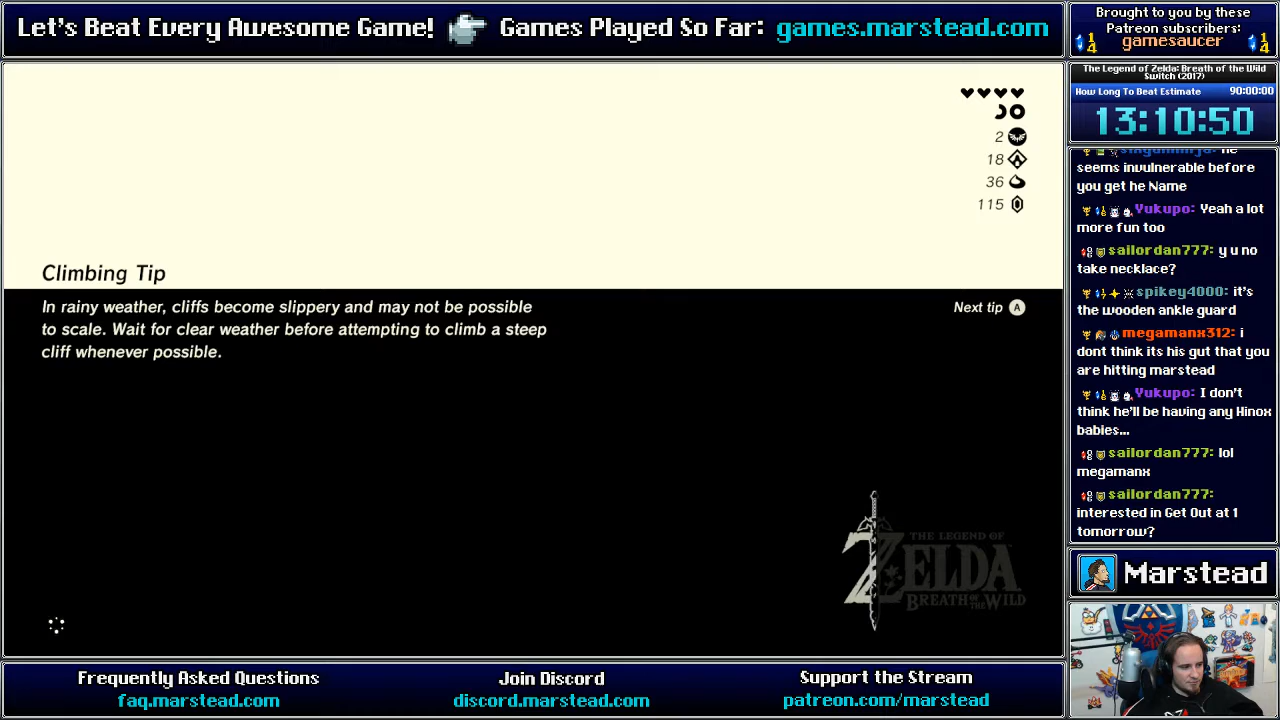 Let's Beat Every Awesome Game!
Games Played So Far: games.marstead.com
Brought to you by these
Patreon subscribers:
gamesaucer
1/4
1/4
The Legend of Zelda: Breath of the Wild
Switch (2017)
How Long To Beat Estimate 90:00:00
13:10:50
2
18
36
115
Climbing Tip
In rainy weather, cliffs become slippery and may not be possible
to scale. Wait for clear weather before attempting to climb a steep
cliff whenever possible.
Next tip A
THE LEGEND OF
ZELDA
BREATH OF THE WILD
seems invulnerable before
you get he Name
Yukupo: Yeah a lot
more fun too
sailordan777: y u no
take necklace?
spikey4000: it's
the wooden ankle guard
megamanx312: i
dont think its his gut that you
are hitting marstead
Yukupo: I don't
think he'll be having any Hinox
babies...
sailordan777: lol
megamanx
sailordan777:
interested in Get Out at 1
tomorrow?
Marstead
Frequently Asked Questions
faq.marstead.com
Join Discord
discord.marstead.com
Support the Stream
patreon.com/marstead